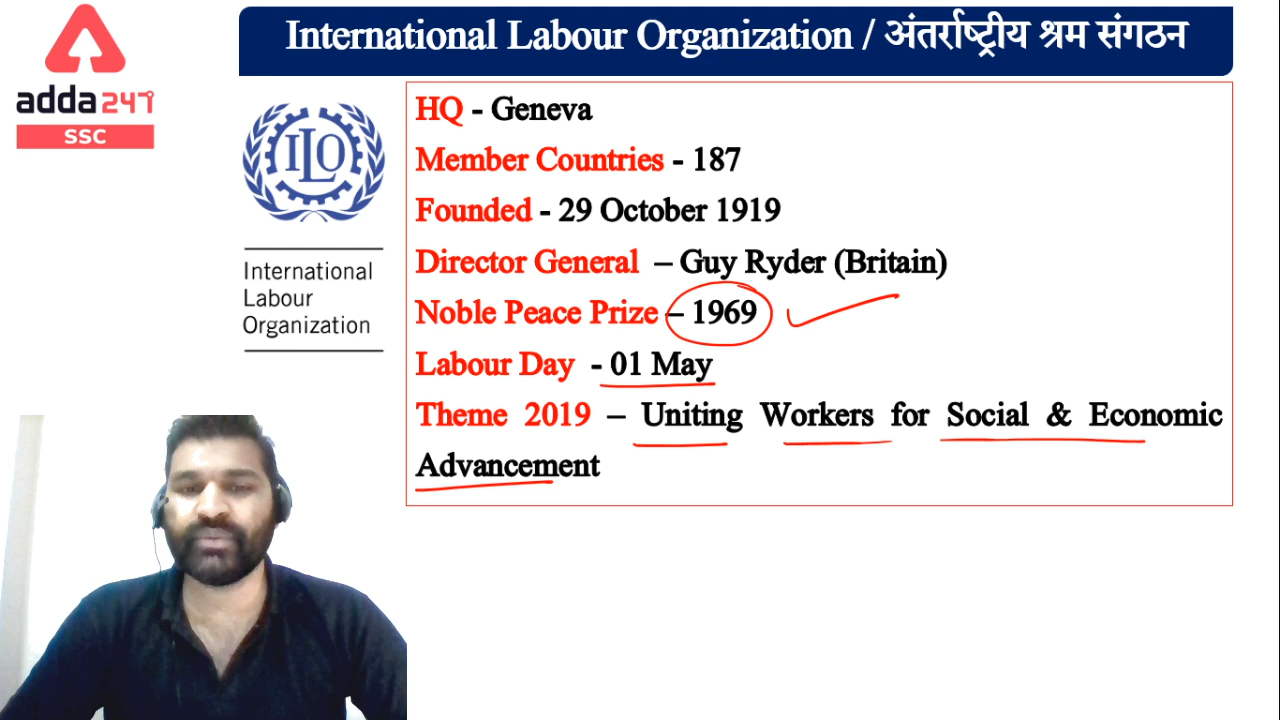 adda247
SSC
International Labour Organization / अंतर्राष्ट्रीय श्रम संगठन
ILO
International
Labour
Organization
HQ - Geneva
Member Countries - 187
Founded - 29 October 1919
Director General – Guy Ryder (Britain)
Noble Peace Prize – 1969
Labour Day - 01 May
Theme 2019 – Uniting Workers for Social & Economic
Advancement